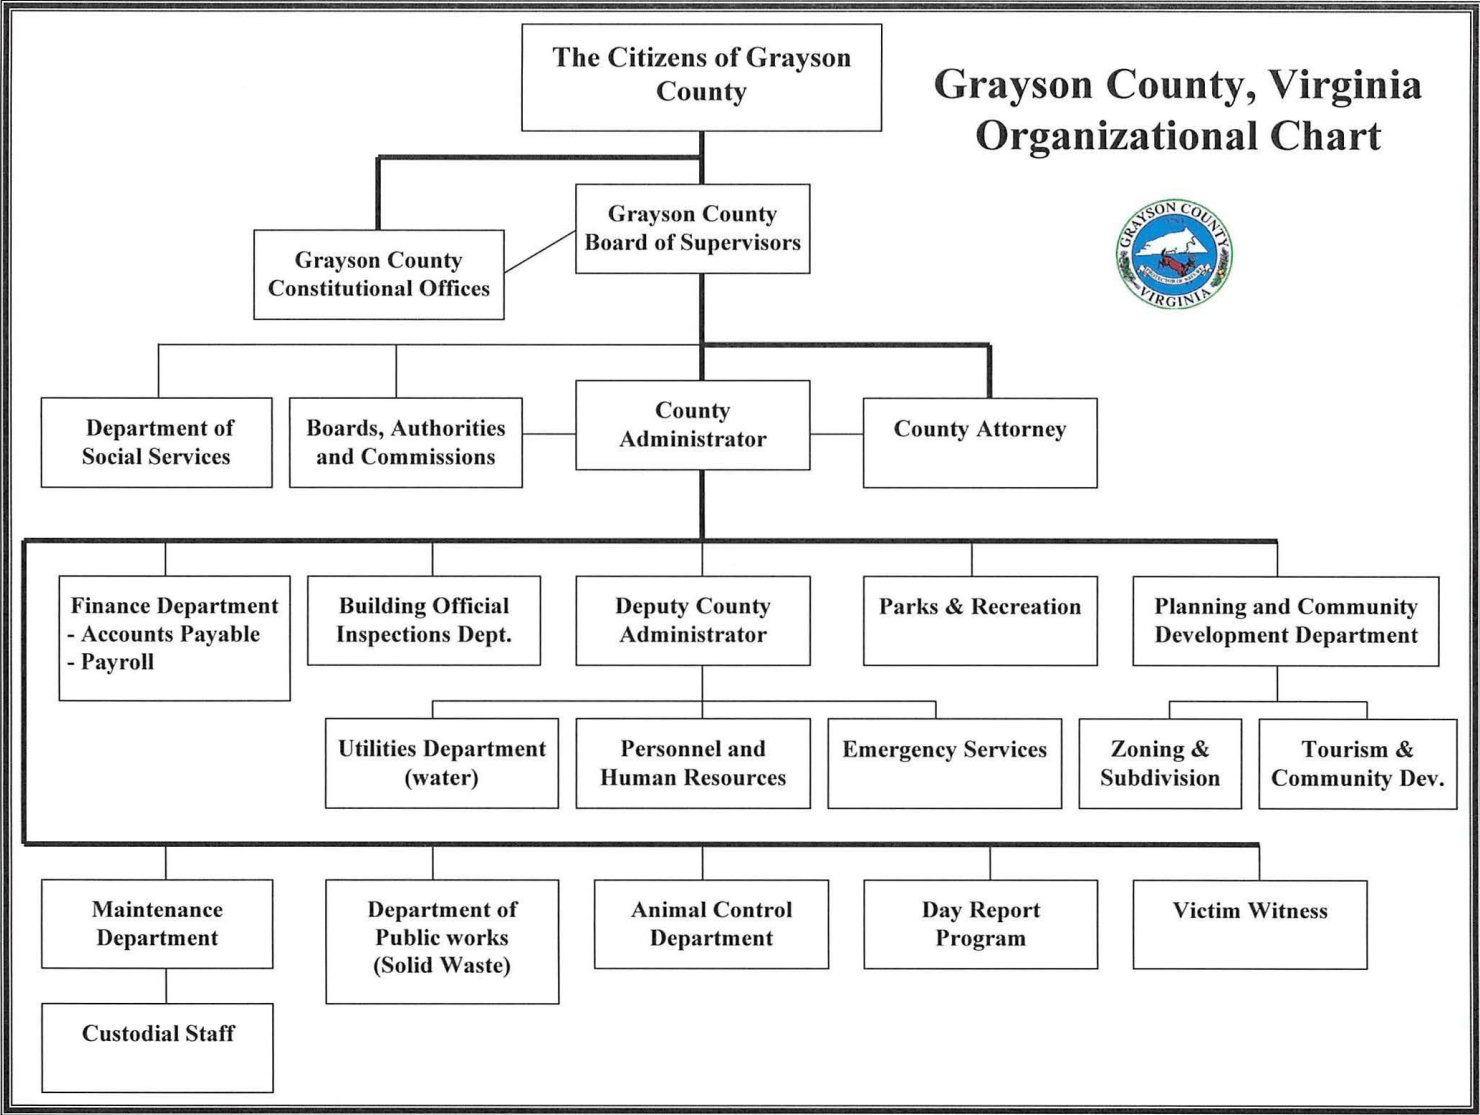 The Citizens of Grayson
County
Grayson County, Virginia
Organizational Chart
GRAYSON COUNTY
VIRGINIA
Grayson County
Board of Supervisors
Grayson County
Constitutional Offices
Department of
Social Services
Boards, Authorities
and Commissions
County
Administrator
County Attorney
Finance Department
- Accounts Payable
- Payroll
Building Official
Inspections Dept.
Deputy County
Administrator
Parks & Recreation
Planning and Community
Development Department
Utilities Department
(water)
Personnel and
Human Resources
Emergency Services
Zoning &
Subdivision
Tourism &
Community Dev.
Maintenance
Department
Department of
Public works
(Solid Waste)
Animal Control
Department
Day Report
Program
Victim Witness
Custodial Staff